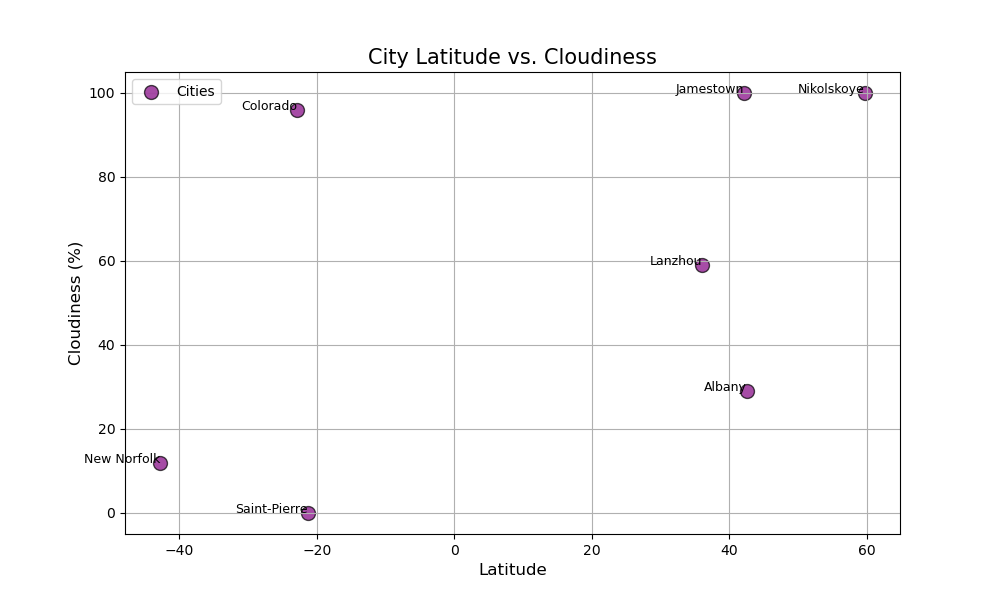 City Latitude vs. Cloudiness
Cities
Cloudiness (%)
100
80
60
40
20
0
Colorado
Jamestown
Nikolskoye
Lanzhou
Albany
New Norfolk
Saint-Pierre
−40
−20
0
20
40
60
Latitude